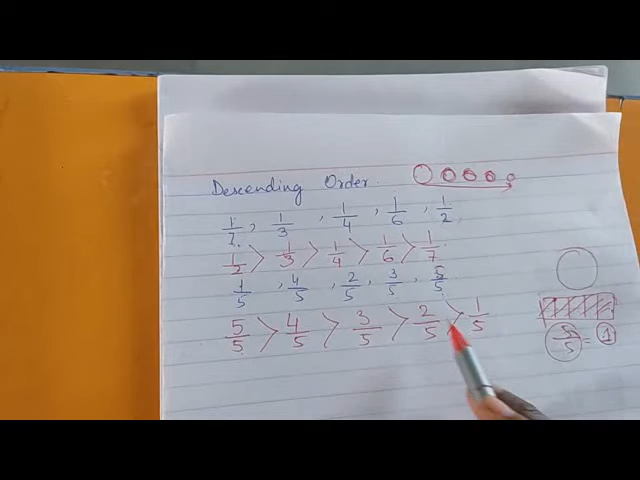 Descending Order.
1/7, 1/3, 1/4, 1/6, 1/2
1/2 > 1/3 > 1/4 > 1/6 > 1/7
1/5, 4/5, 2/5, 3/5, 5/5
5/5 > 4/5 > 3/5 > 2/5 > 1/5
5/5 = 1